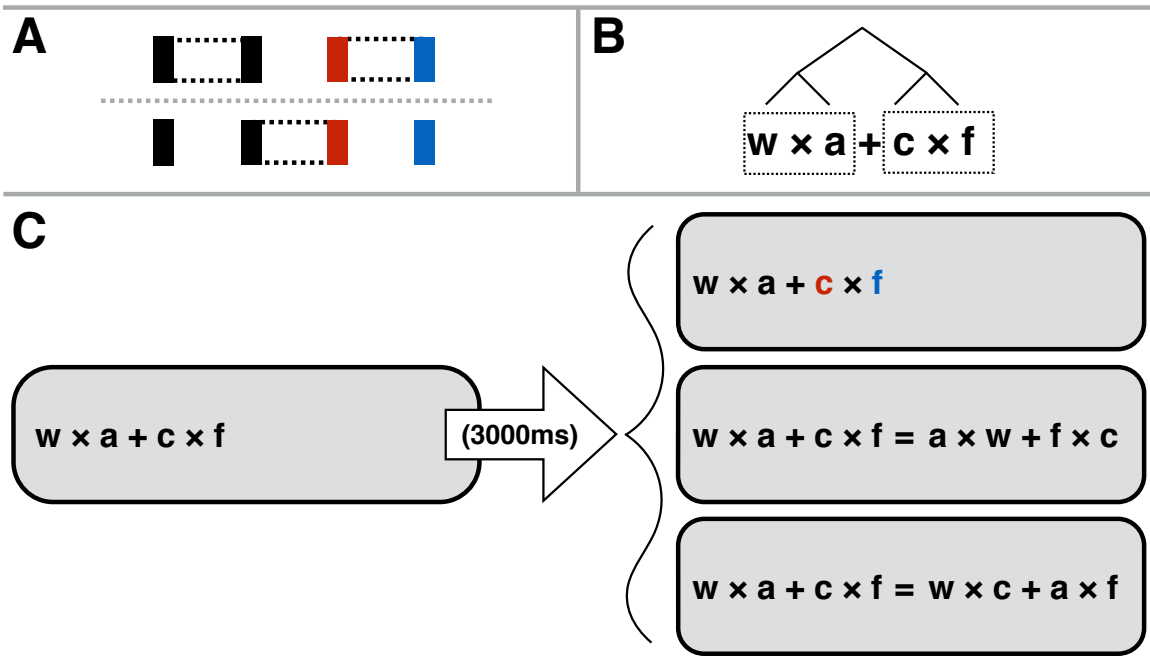 A
B
w × a + c × f
C
w × a + c × f
w × a + c × f
(3000ms)
w × a + c × f = a × w + f × c
w × a + c × f = w × c + a × f